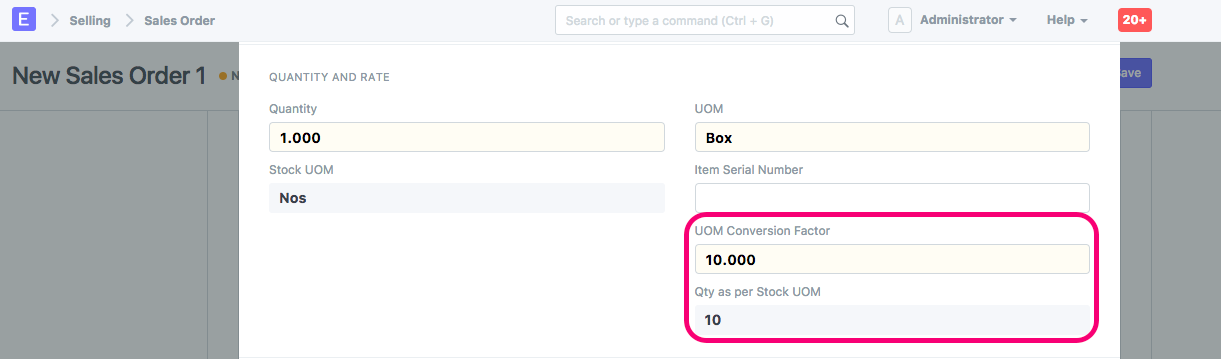 E
Selling
Sales Order
Search or type a command (Ctrl + G)
A
Administrator
Help
20+
New Sales Order 1
N
ave
QUANTITY AND RATE
Quantity
1.000
UOM
Box
Stock UOM
Nos
Item Serial Number
UOM Conversion Factor
10.000
Qty as per Stock UOM
10